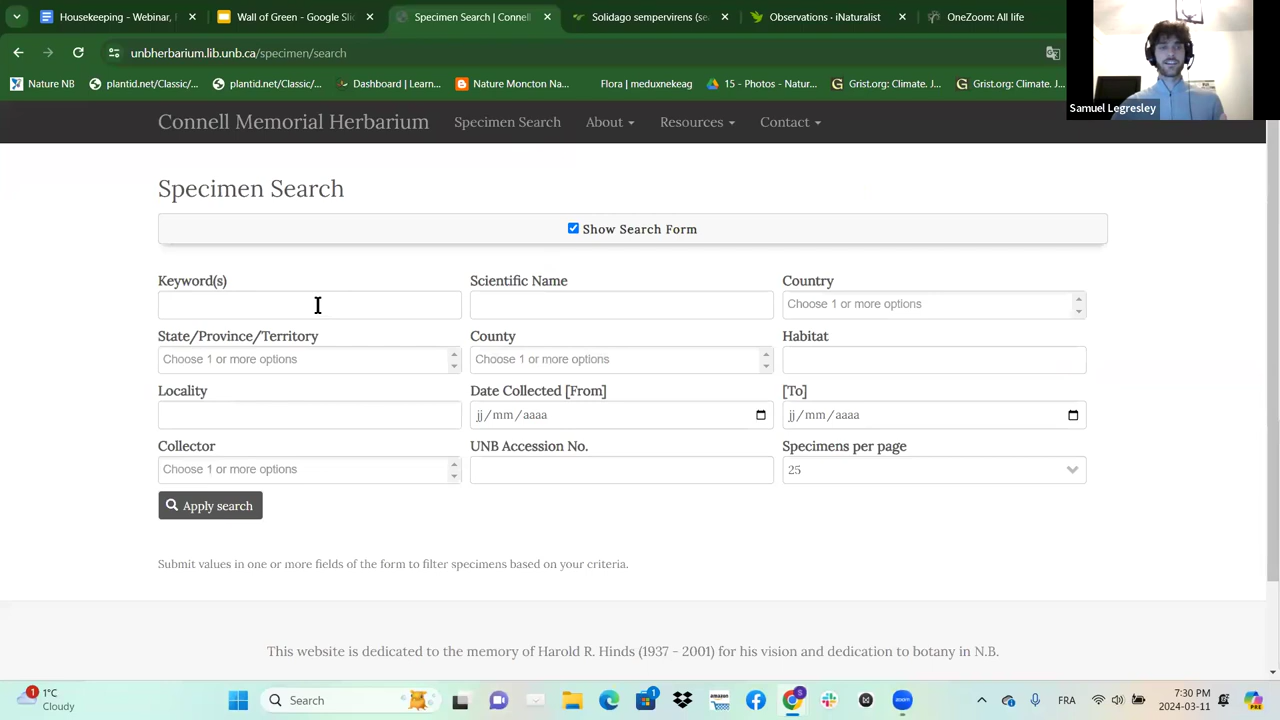 Housekeeping - Webinar.
Wall of Green - Google Slic
Specimen Search | Connell
Solidago sempervirens (sea
Observations · iNaturalist
OneZoom: All life
unbherbarium.lib.unb.ca/specimen/search
Nature NB
plantid.net/Classic/...
plantid.net/Classic/...
Dashboard | Learn...
Nature Moncton Na...
Flora | meduxnekeag
15 - Photos - Natur...
Grist.org: Climate. J...
Grist.org: Climate. J...
Samuel Legresley
Connell Memorial Herbarium
Specimen Search
About
Resources
Contact
Specimen Search
Show Search Form
Keyword(s)
Scientific Name
Country
Choose 1 or more options
State/Province/Territory
County
Habitat
Choose 1 or more options
Choose 1 or more options
Locality
Date Collected [From]
[To]
jj/mm/aaaa
jj/mm/aaaa
Collector
UNB Accession No.
Specimens per page
Choose 1 or more options
25
Apply search
Submit values in one or more fields of the form to filter specimens based on your criteria.
This website is dedicated to the memory of Harold R. Hinds (1937 - 2001) for his vision and dedication to botany in N.B.
1
1°C
Cloudy
Search
amazon
1
5
FRA
7:30 PM
2024-03-11
PRE